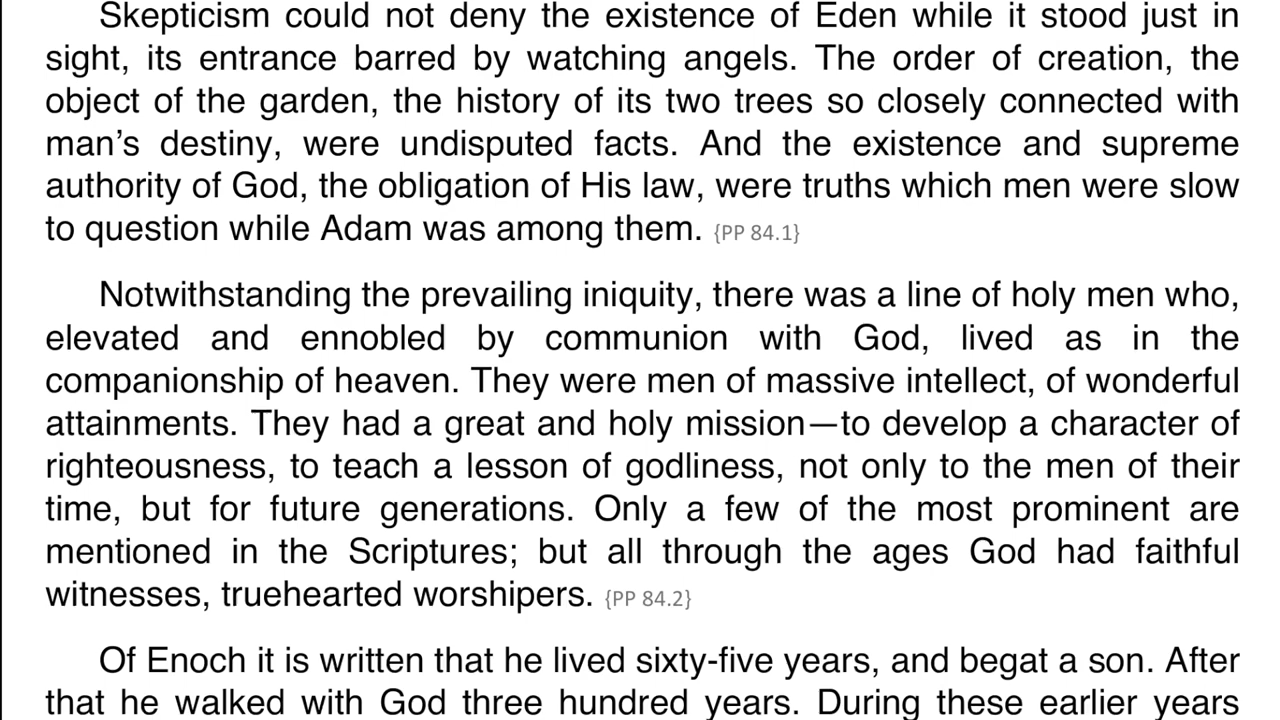 Skepticism could not deny the existence of Eden while it stood just in
sight, its entrance barred by watching angels. The order of creation, the
object of the garden, the history of its two trees so closely connected with
man’s destiny, were undisputed facts. And the existence and supreme
authority of God, the obligation of His law, were truths which men were slow
to question while Adam was among them. {PP 84.1}
Notwithstanding the prevailing iniquity, there was a line of holy men who,
elevated and ennobled by communion with God, lived as in the
companionship of heaven. They were men of massive intellect, of wonderful
attainments. They had a great and holy mission—to develop a character of
righteousness, to teach a lesson of godliness, not only to the men of their
time, but for future generations. Only a few of the most prominent are
mentioned in the Scriptures; but all through the ages God had faithful
witnesses, truehearted worshipers. {PP 84.2}
Of Enoch it is written that he lived sixty-five years, and begat a son. After
that he walked with God three hundred years. During these earlier years